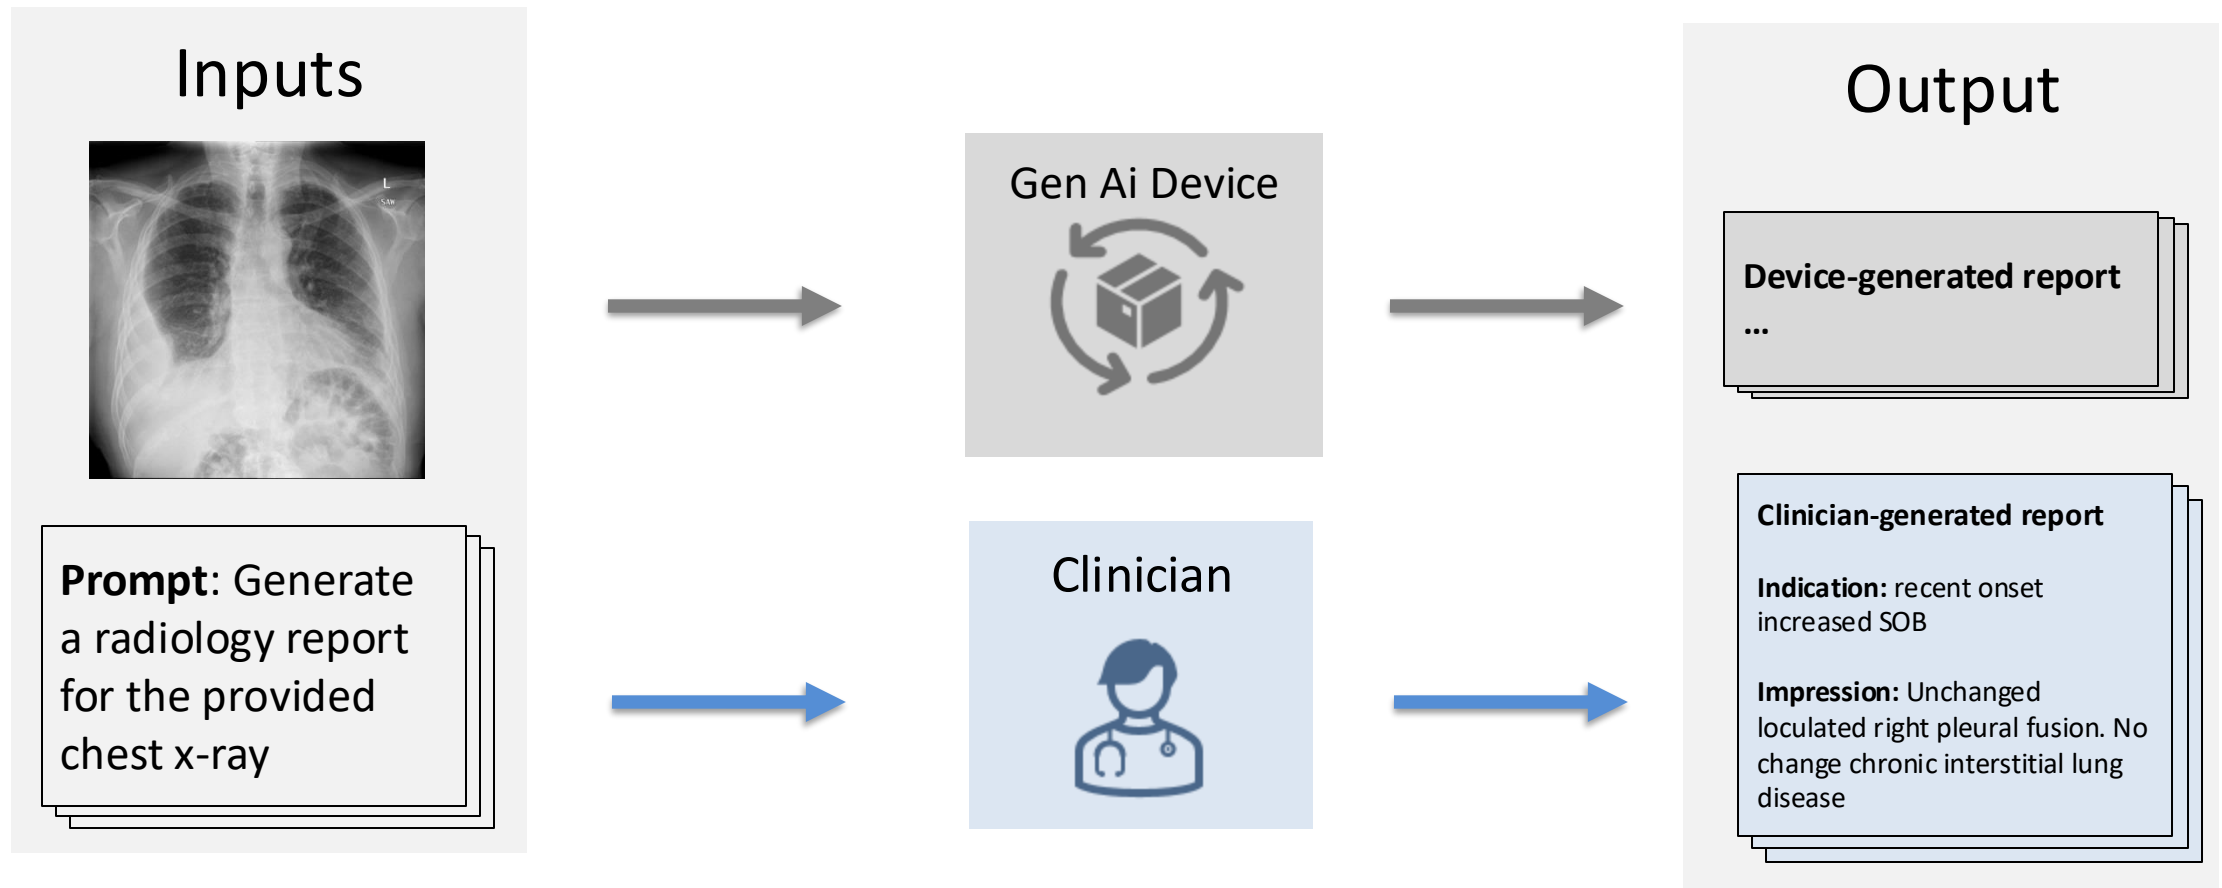 Inputs
L
SAW
Prompt: Generate
a radiology report
for the provided
chest x-ray
Gen Ai Device
Clinician
Output
Device-generated report
...
Clinician-generated report
Indication: recent onset
increased SOB
Impression: Unchanged
loculated right pleural fusion. No
change chronic interstitial lung
disease